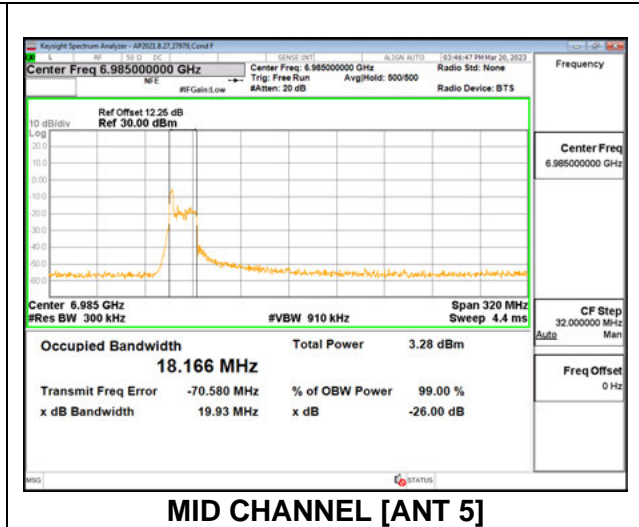 Keysight Spectrum Analyzer - AP2021.8.27,27979,Cond F
L RF 50 Ω DC SENSE:INT ALIGN AUTO 03:46:47 PM Mar 20, 2023
Center Freq 6.985000000 GHz Center Freq: 6.985000000 GHz Radio Std: None Frequency
NFE Trig: Free Run Avg|Hold: 500/500
#IFGain:Low #Atten: 20 dB Radio Device: BTS
Ref Offset 12.25 dB
10 dB/div Ref 30.00 dBm
Log
20.0
10.0
0.00
-10.0
-20.0
-30.0
-40.0
-50.0
-60.0
Center Freq
6.985000000 GHz
Center 6.985 GHz Span 320 MHz
#Res BW 300 kHz #VBW 910 kHz Sweep 4.4 ms
CF Step
32.000000 MHz
Auto Man
Occupied Bandwidth Total Power 3.28 dBm
18.166 MHz
Freq Offset
0 Hz
Transmit Freq Error -70.580 MHz % of OBW Power 99.00 %
x dB Bandwidth 19.93 MHz x dB -26.00 dB
MSG STATUS
MID CHANNEL [ANT 5]